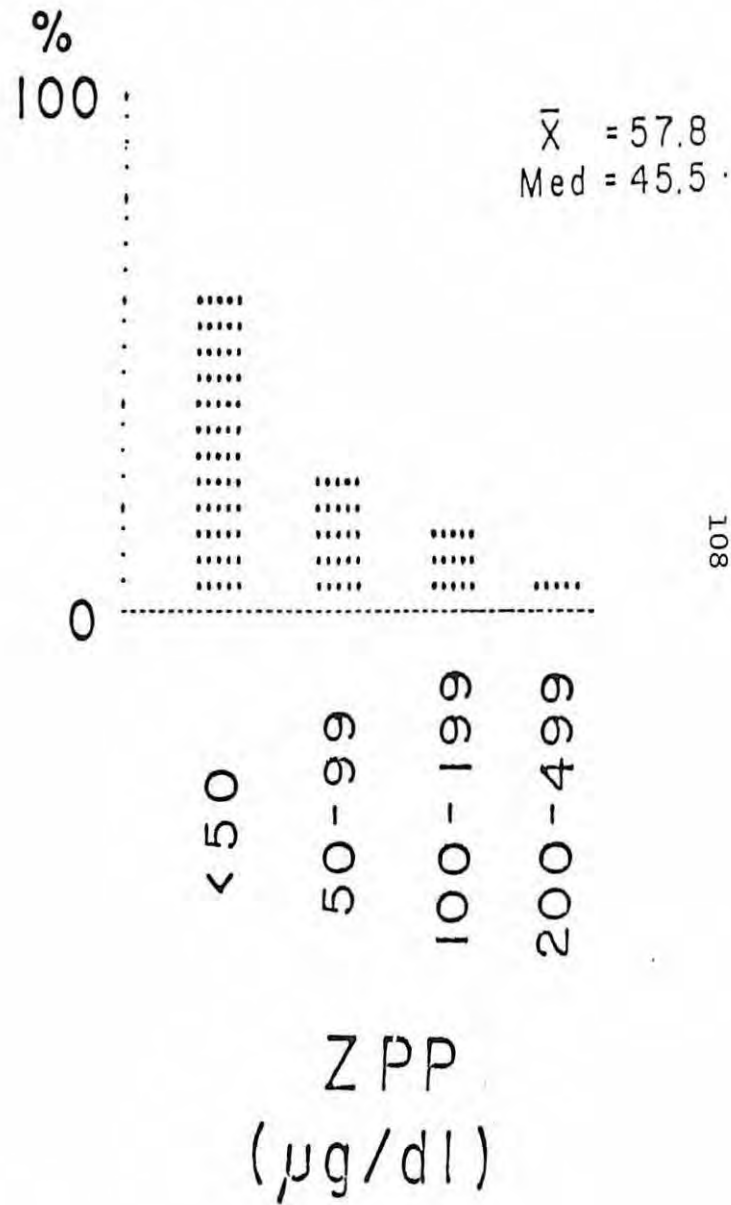 %
100
X̄ = 57.8
Med = 45.5
0
<50
50-99
100-199
200-499
ZPP
(µg/dl)
108